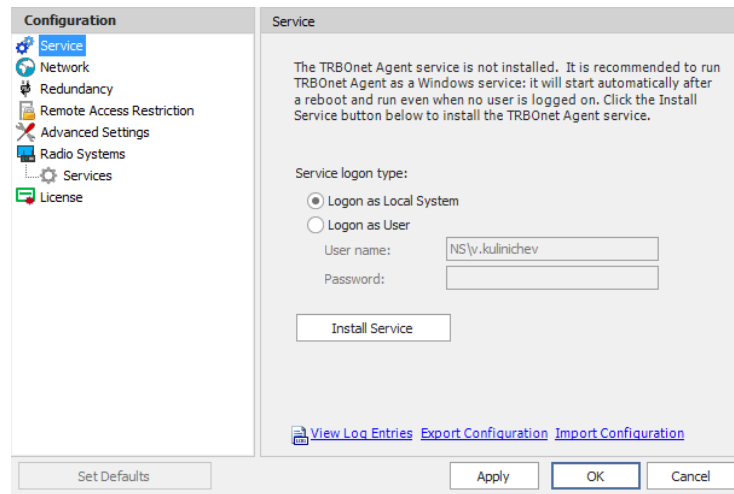 Configuration
Service
Network
Redundancy
Remote Access Restriction
Advanced Settings
Radio Systems
Services
License
Service
The TRBOnet Agent service is not installed. It is recommended to run
TRBOnet Agent as a Windows service: it will start automatically after
a reboot and run even when no user is logged on. Click the Install
Service button below to install the TRBOnet Agent service.
Service logon type:
Logon as Local System
Logon as User
User name: NS\v.kulinichev
Password:
Install Service
View Log Entries Export Configuration Import Configuration
Set Defaults Apply OK Cancel